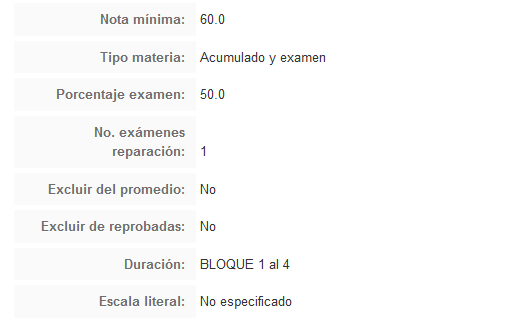 Nota mínima: 60.0
Tipo materia: Acumulado y examen
Porcentaje examen: 50.0
No. exámenes
reparación: 1
Excluir del promedio: No
Excluir de reprobadas: No
Duración: BLOQUE 1 al 4
Escala literal: No especificado